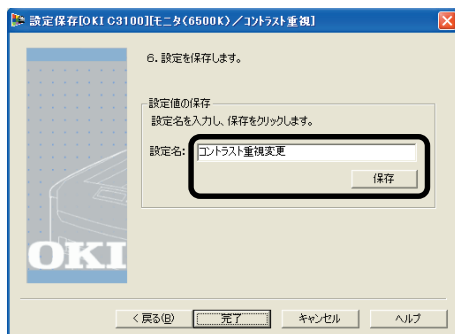 設定保存[OKI C3100][モニタ(6500K)／コントラスト重視]
6. 設定を保存します。
設定値の保存
設定名を入力し、保存をクリックします。
設定名: コントラスト重視変更
保存
OKI
< 戻る(B) 完了 キャンセル ヘルプ